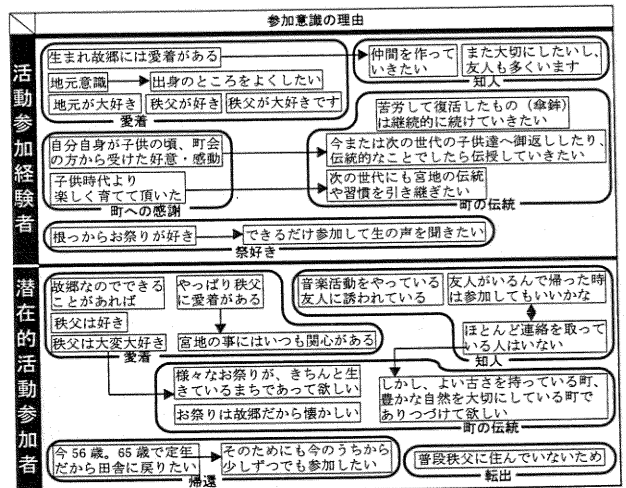 参加意識の理由
活動参加経験者
生まれ故郷には愛着がある
地元意識
出身のところをよくしたい
地元が大好き
秩父が好き
秩父が大好きです
愛着
仲間を作って
いきたい
また大切にしたいし、
友人も多くいます
知人
自分自身が子供の頃、町会
の方から受けた好意・感動
子供時代より
楽しく育てて頂いた
町への感謝
苦労して復活したもの（傘鉾）
は継続的に続けていきたい
今または次の世代の子供達へ御返ししたり、
伝統的なことでしたら伝授していきたい
次の世代にも宮地の伝統
や習慣を引き継ぎたい
町の伝統
根っからお祭りが好き
できるだけ参加して生の声を聞きたい
祭好き
潜在的活動参加者
故郷なのでできる
ことがあれば
秩父は好き
秩父は大変大好き
やっぱり秩父
に愛着がある
宮地の事にはいつも関心がある
愛着
音楽活動をやっている
友人に誘われている
友人がいるんで帰った時
は参加してもいいかな
ほとんど連絡を取って
いる人はいない
知人
様々なお祭りが、きちんと生
きているまちであって欲しい
お祭りは故郷だから懐かしい
しかし、よい古さを持っている町、
豊かな自然を大切にしている町で
ありつづけて欲しい
町の伝統
今56歳。65歳で定年
だから田舎に戻りたい
そのためにも今のうちから
少しずつでも参加したい
帰還
普段秩父に住んでいないため
転出